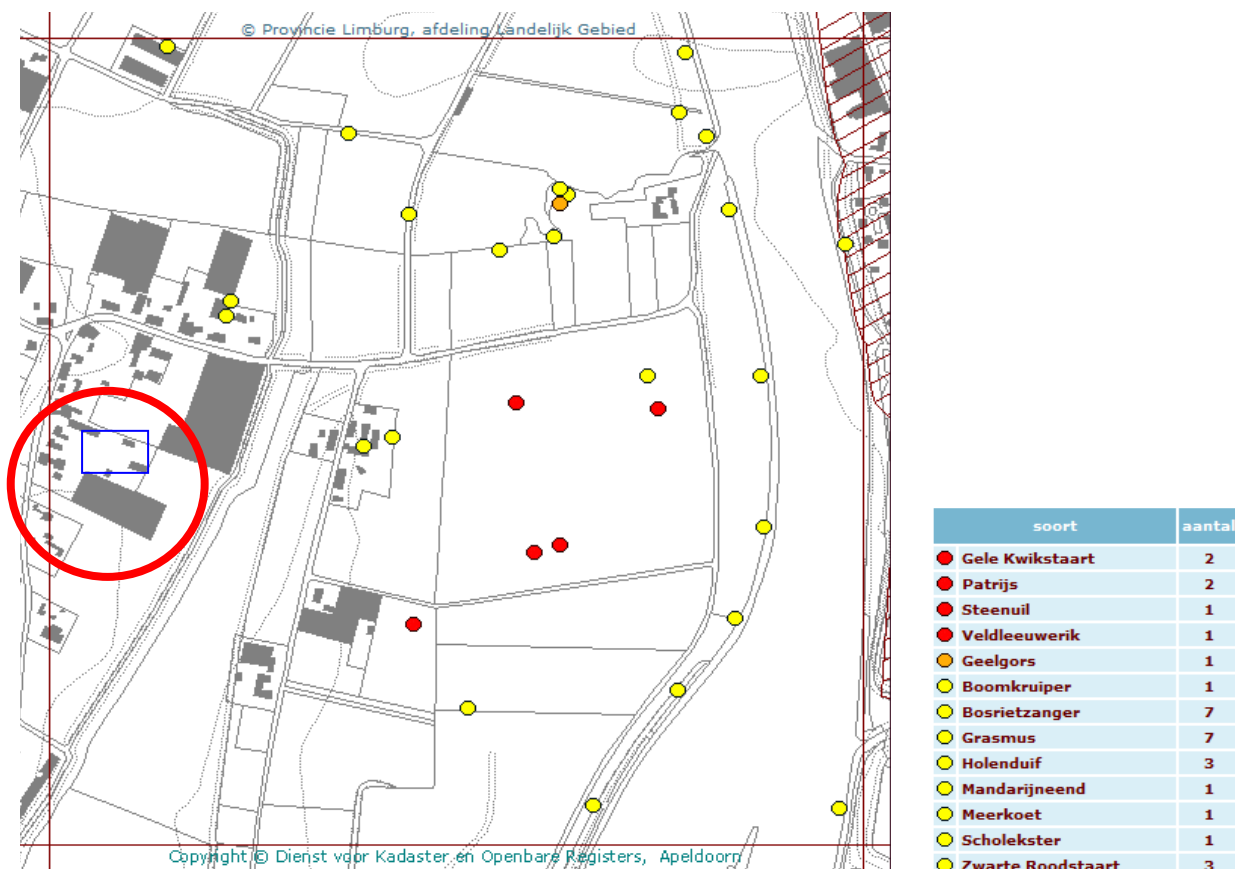 © Provincie Limburg, afdeling Landelijk Gebied
soort aantal
Gele Kwikstaart 2
Patrijs 2
Steenuil 1
Veldleeuwerik 1
Geelgors 1
Boomkruiper 1
Bosrietzanger 7
Grasmus 7
Holenduif 3
Mandarijneend 1
Meerkoet 1
Scholekster 1
Zwarte Roodstaart 3
Copyright © Dienst voor Kadaster en Openbare Registers, Apeldoorn